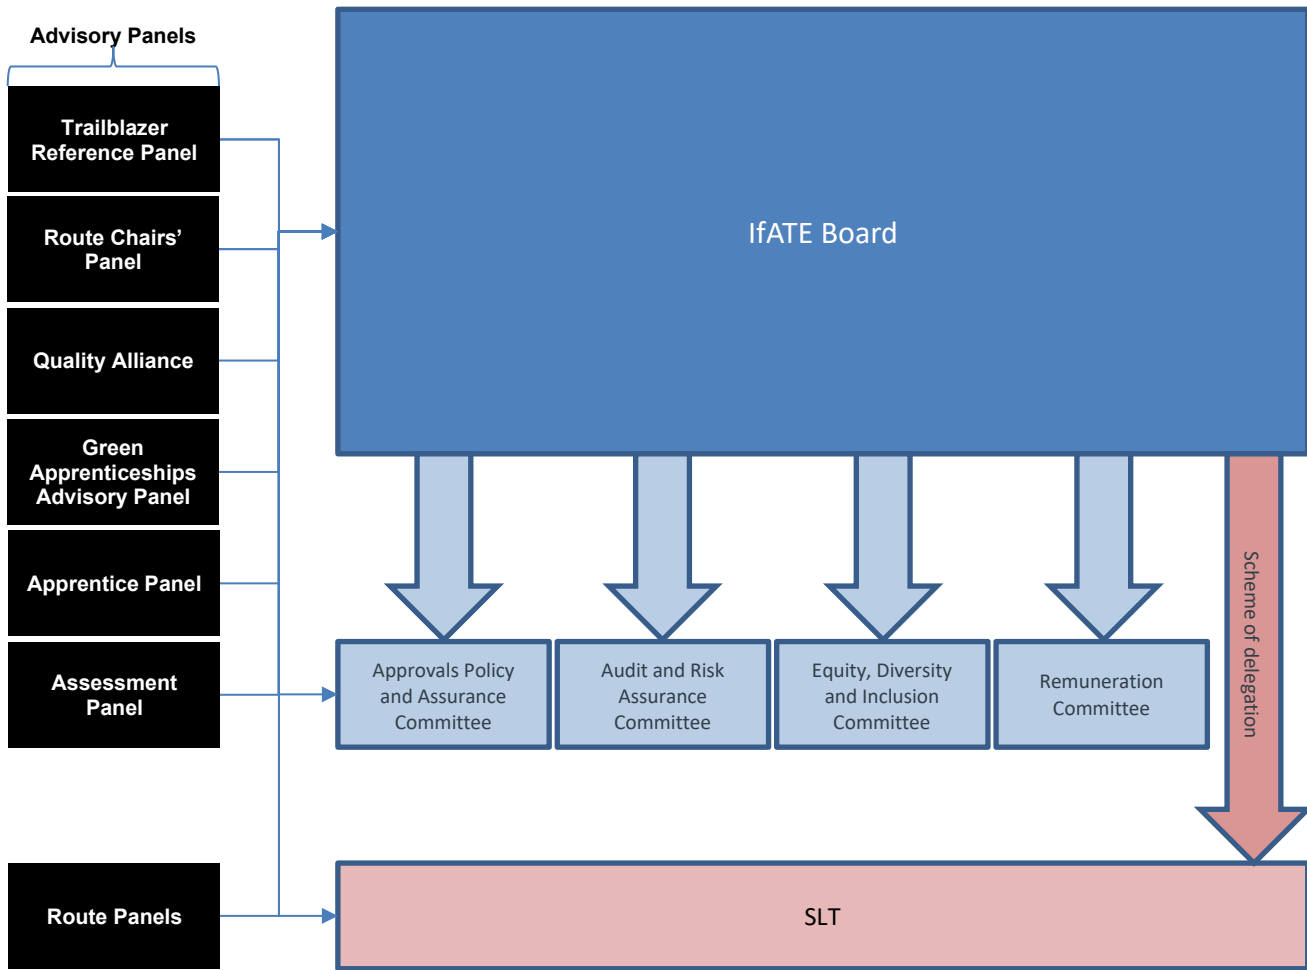 Advisory Panels
Trailblazer
Reference Panel
Route Chairs’
Panel
Quality Alliance
Green
Apprenticeships
Advisory Panel
Apprentice Panel
Assessment
Panel
Route Panels
IfATE Board
Approvals Policy
and Assurance
Committee
Audit and Risk
Assurance
Committee
Equity, Diversity
and Inclusion
Committee
Remuneration
Committee
Scheme of delegation
SLT